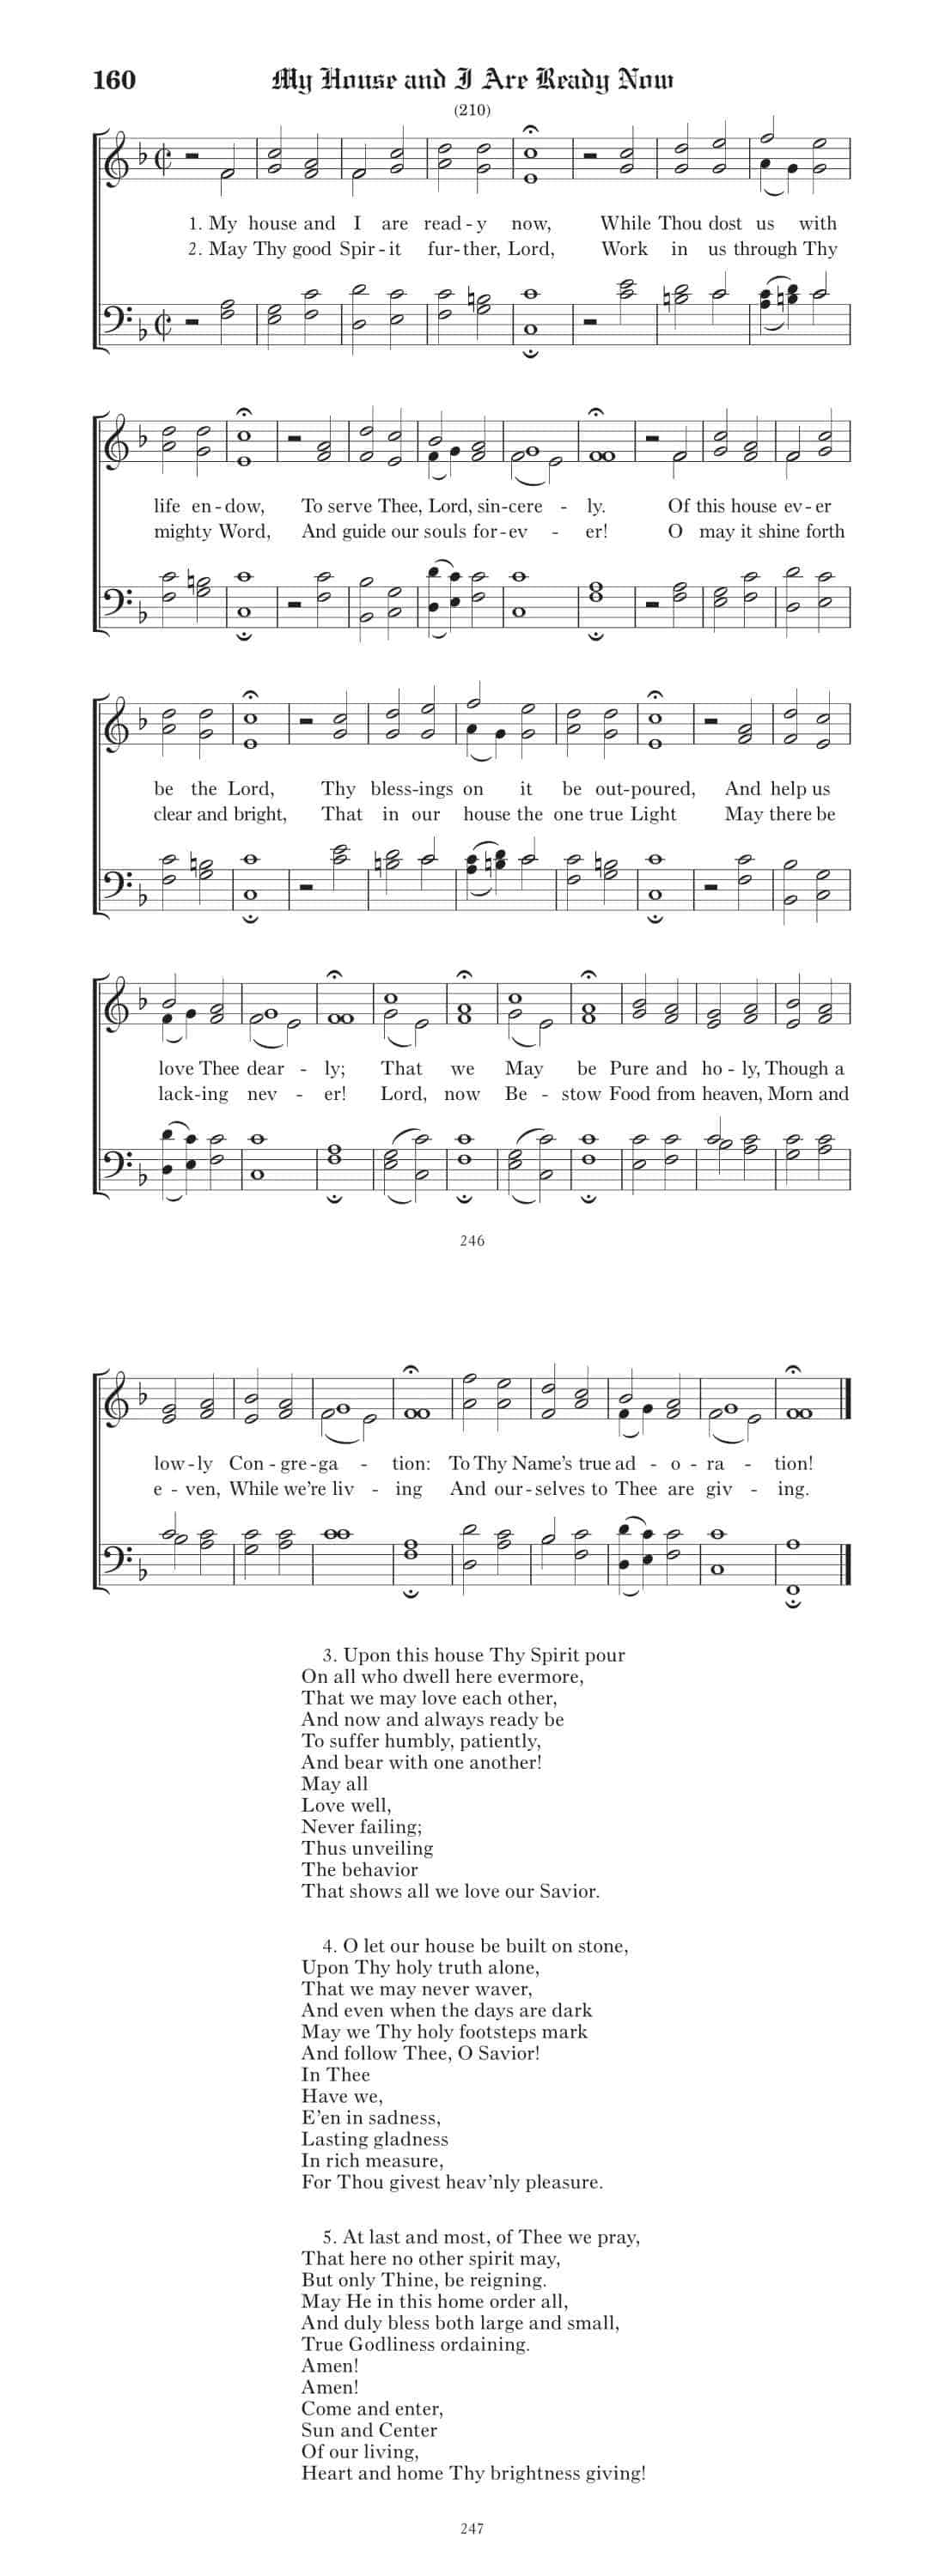 160 My House and I Are Ready Now
(210)
1. My house and I are read - y now, While Thou dost us with
2. May Thy good Spir - it fur - ther, Lord, Work in us through Thy
life en - dow, To serve Thee, Lord, sin - cere - ly. Of this house ev - er
mighty Word, And guide our souls for - ev - er! O may it shine forth
be the Lord, Thy bless - ings on it be out - poured, And help us
clear and bright, That in our house the one true Light May there be
love Thee dear - ly; That we May be Pure and ho - ly, Though a
lack - ing nev - er! Lord, now Be - stow Food from heaven, Morn and
246
low - ly Con - gre - ga - tion: To Thy Name's true ad - o - ra - tion!
e - ven, While we're liv - ing And our - selves to Thee are giv - ing.
3. Upon this house Thy Spirit pour
On all who dwell here evermore,
That we may love each other,
And now and always ready be
To suffer humbly, patiently,
And bear with one another!
May all
Love well,
Never failing;
Thus unveiling
The behavior
That shows all we love our Savior.
4. O let our house be built on stone,
Upon Thy holy truth alone,
That we may never waver,
And even when the days are dark
May we Thy holy footsteps mark
And follow Thee, O Savior!
In Thee
Have we,
E'en in sadness,
Lasting gladness
In rich measure,
For Thou givest heav'nly pleasure.
5. At last and most, of Thee we pray,
That here no other spirit may,
But only Thine, be reigning.
May He in this home order all,
And duly bless both large and small,
True Godliness ordaining.
Amen!
Amen!
Come and enter,
Sun and Center
Of our living,
Heart and home Thy brightness giving!
247